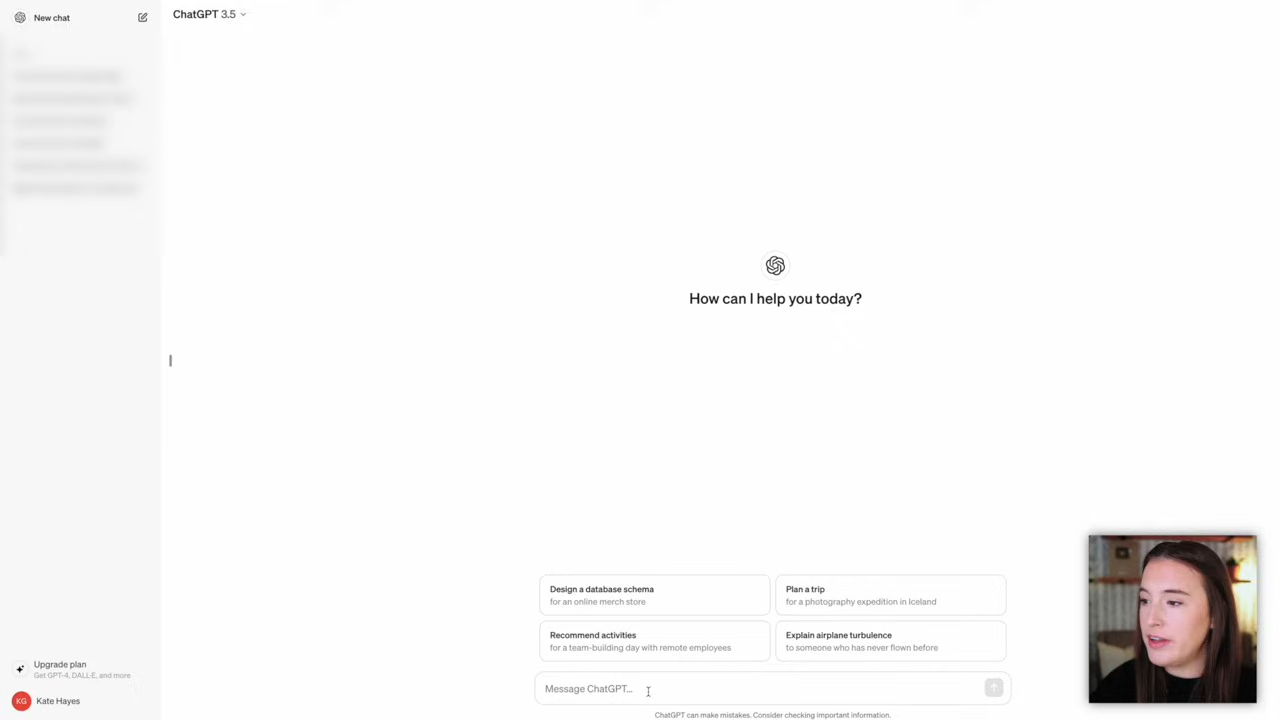 New chat
ChatGPT 3.5
How can I help you today?
Design a database schema
for an online merch store
Plan a trip
for a photography expedition in Iceland
Recommend activities
for a team-building day with remote employees
Explain airplane turbulence
to someone who has never flown before
Message ChatGPT...
ChatGPT can make mistakes. Consider checking important information.
Upgrade plan
Get GPT-4, DALL·E, and more
KG Kate Hayes